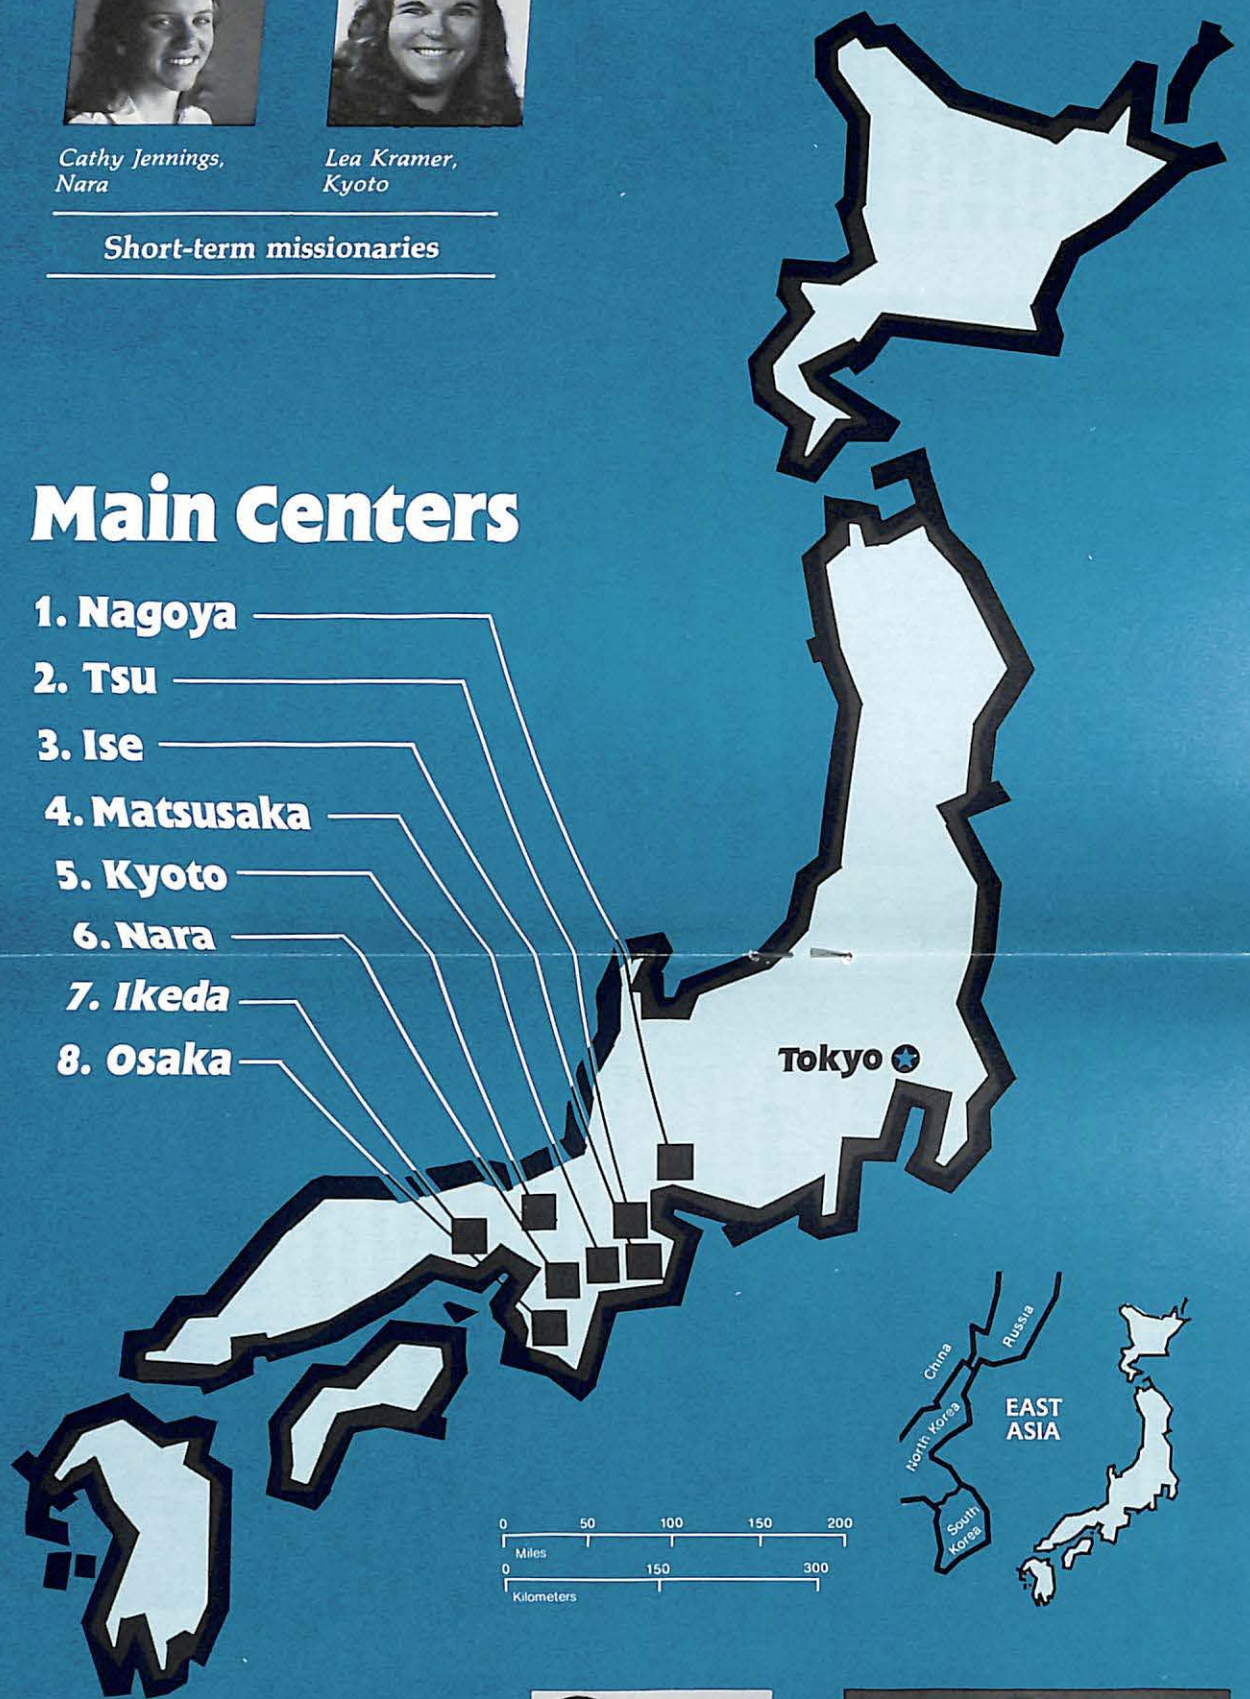 Cathy Jennings,
Nara
Lea Kramer,
Kyoto
Short-term missionaries
Main Centers
1. Nagoya
2. Tsu
3. Ise
4. Matsusaka
5. Kyoto
6. Nara
7. Ikeda
8. Osaka
Tokyo
China
Russia
North Korea
EAST
ASIA
South
Korea
0 50 100 150 200
Miles
0 150 300
Kilometers